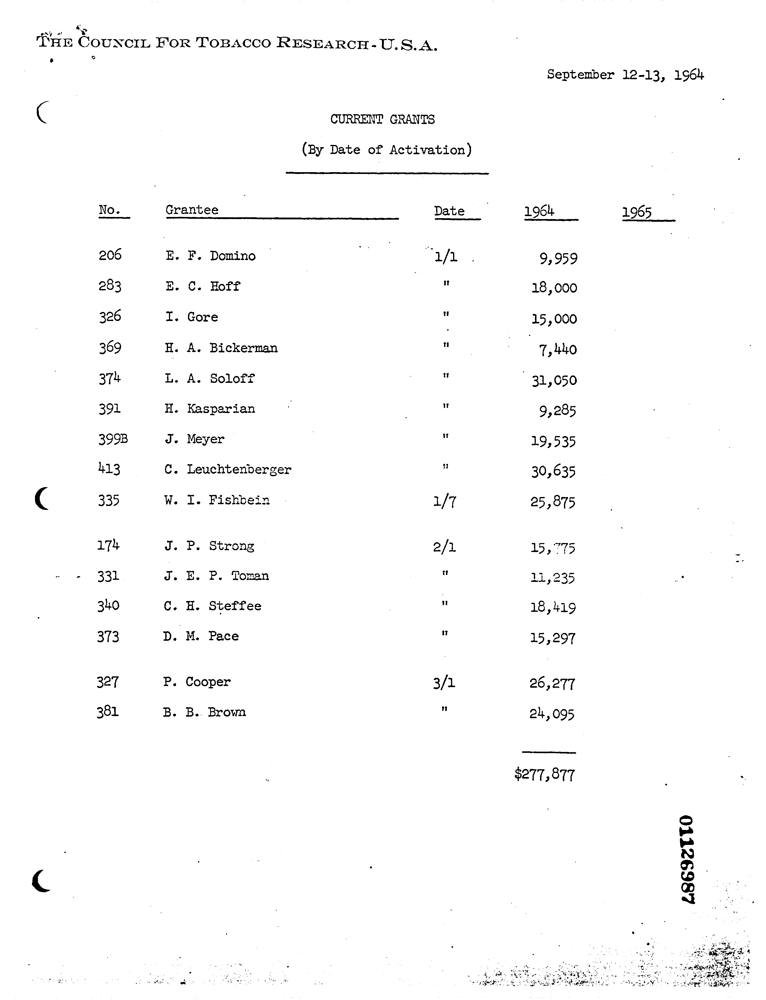 THE COUNCIL FOR TOBACCO RESEARCH-U.S.A.
September 12-13, 1964
CURRENT GRANTS
(By Date of Activation)
No. Grantee Date 1964 1965
206 E. F. Domino 1/1 9,959
283 E. C. Hoff " 18,000
326 I. Gore " 15,000
369 H. A. Bickerman " 7,440
374 L. A. Soloff " 31,050
391 H. Kasparian " 9,285
399B J. Meyer " 19,535
413 C. Leuchtenberger " 30,635
335 W. I. Fishbein 1/7 25,875
174 J. P. Strong 2/1 15,775
331 J. E. P. Toman " 11,235
340 C. H. Steffee " 18,419
373 D. M. Pace " 15,297
327 P. Cooper 3/1 26,277
381 B. B. Brown " 24,095
$277,877
01126987